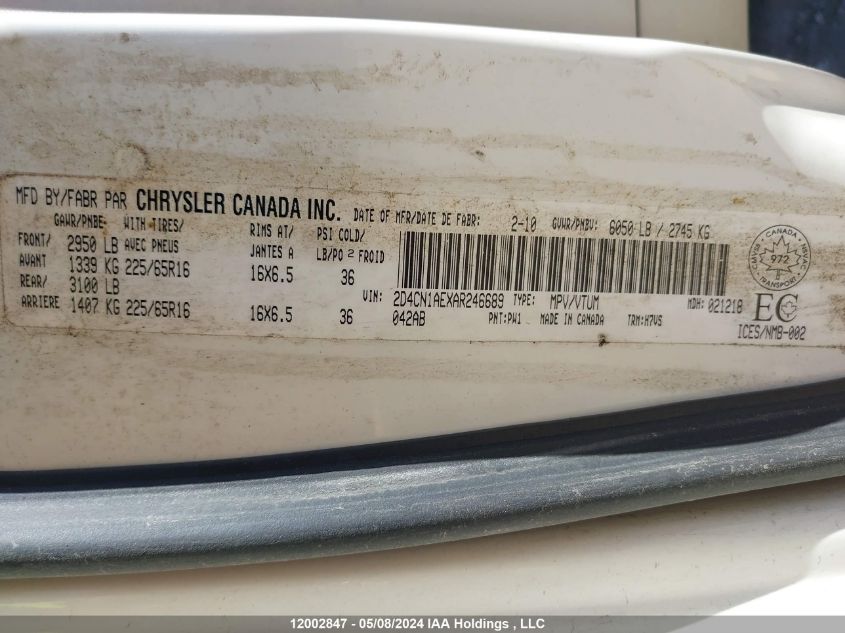 MFD BY/FABR PAR CHRYSLER CANADA INC. DATE OF MFR/DATE DE FABR: 2-10 GVWR/PNBV: 6050 LB / 2745 KG
GAWR/PNBE: WITH TIRES/ RIMS AT/ PSI COLD/
FRONT/ 2950 LB AVEC PNEUS JANTES A LB/PO 2 FROID
AVANT 1339 KG 225/65R16 16X6.5 36
REAR/ 3100 LB
ARRIERE 1407 KG 225/65R16 16X6.5 36
VIN: 2D4CN1AEXAR246689 TYPE: MPV/VTUM MDH: 021218
042AB PNT: PW1 MADE IN CANADA TRM: H7V5
CANADA
CMVSS NSVAC
972
T
EC
ICES/NMB-002
12002847 - 05/08/2024 IAA Holdings , LLC